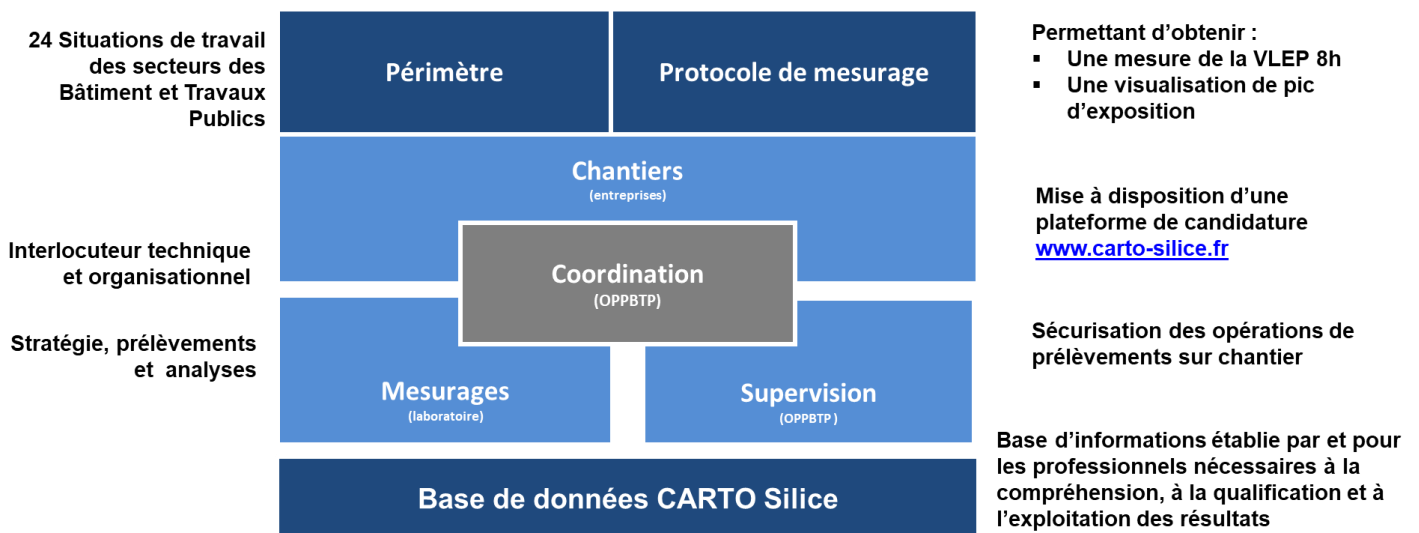 24 Situations de travail
des secteurs des
Bâtiment et Travaux
Publics
Périmètre
Protocole de mesurage
Permettant d’obtenir :
▪ Une mesure de la VLEP 8h
▪ Une visualisation de pic
d’exposition
Chantiers
(entreprises)
Mise à disposition d’une
plateforme de candidature
www.carto-silice.fr
Interlocuteur technique
et organisationnel
Coordination
(OPPBTP)
Stratégie, prélèvements
et analyses
Mesurages
(laboratoire)
Supervision
(OPPBTP )
Sécurisation des opérations de
prélèvements sur chantier
Base de données CARTO Silice
Base d’informations établie par et pour
les professionnels nécessaires à la
compréhension, à la qualification et à
l’exploitation des résultats